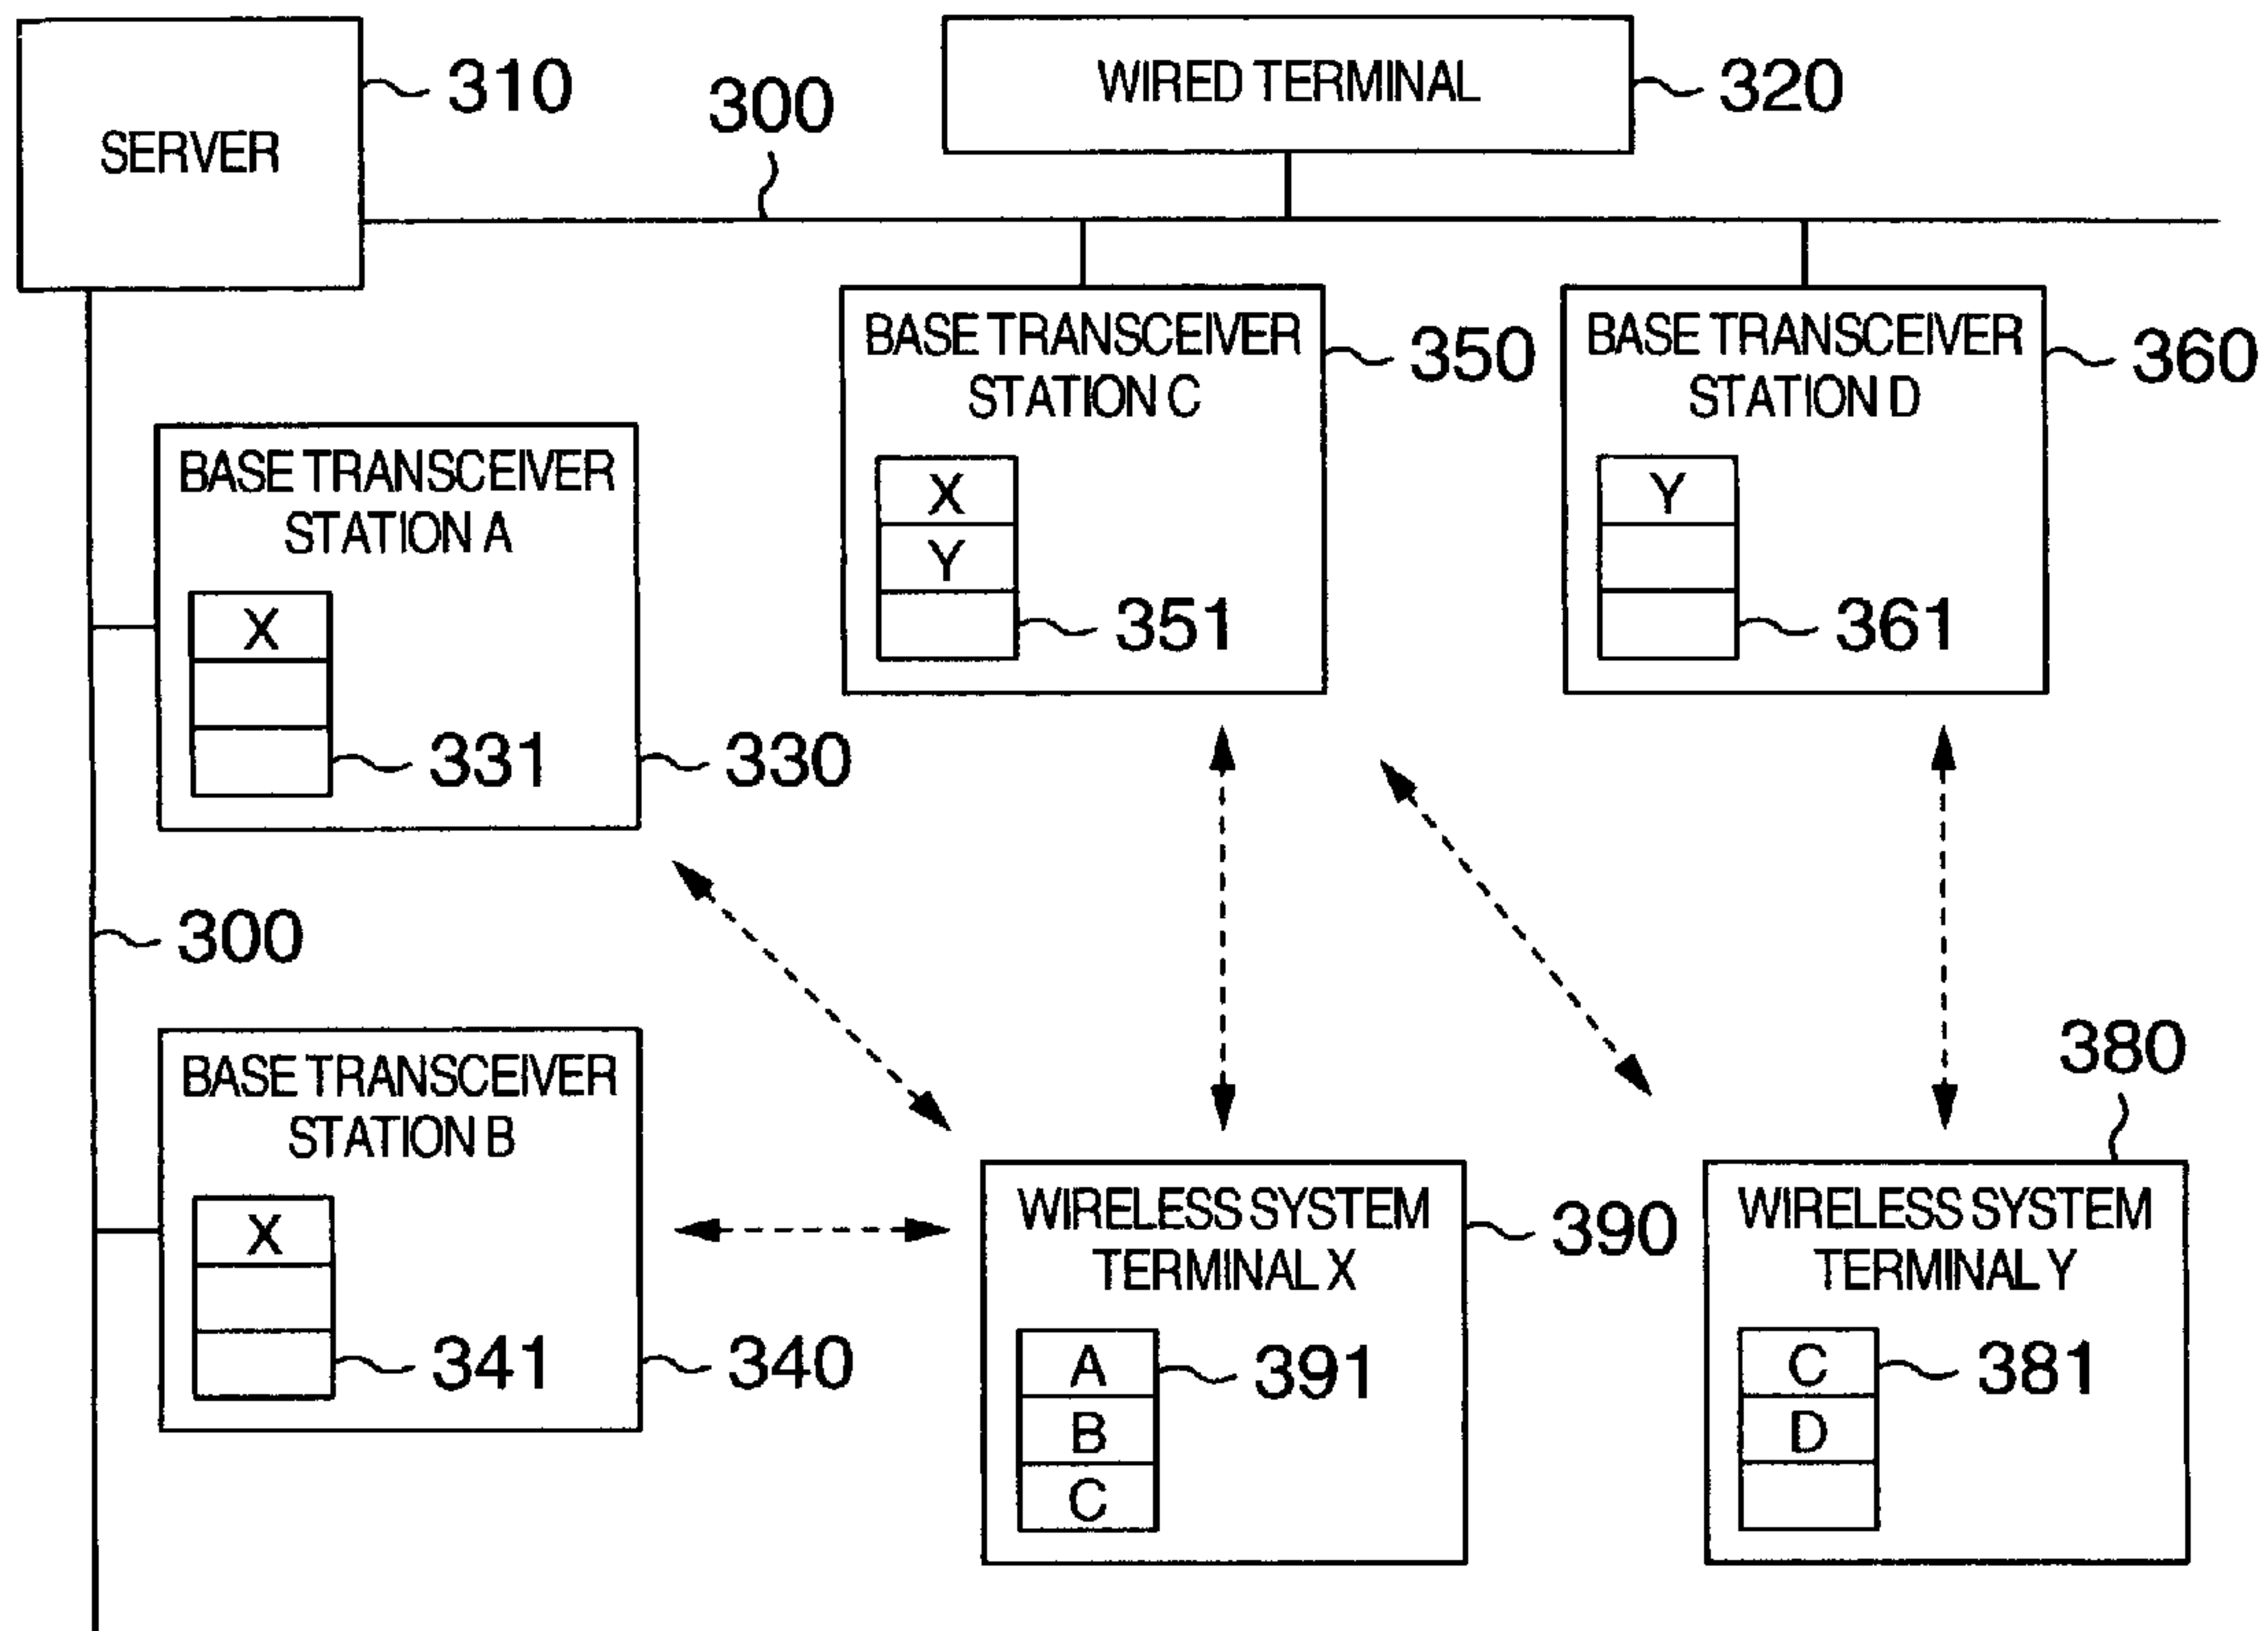 SERVER
310
300
WIRED TERMINAL
320
BASE TRANSCEIVER
STATION C
350
X
Y
351
BASE TRANSCEIVER
STATION D
360
Y
361
BASE TRANSCEIVER
STATION A
X
331
330
300
BASE TRANSCEIVER
STATION B
X
341
340
WIRELESS SYSTEM
TERMINAL X
390
A
391
B
C
380
WIRELESS SYSTEM
TERMINAL Y
C
381
D